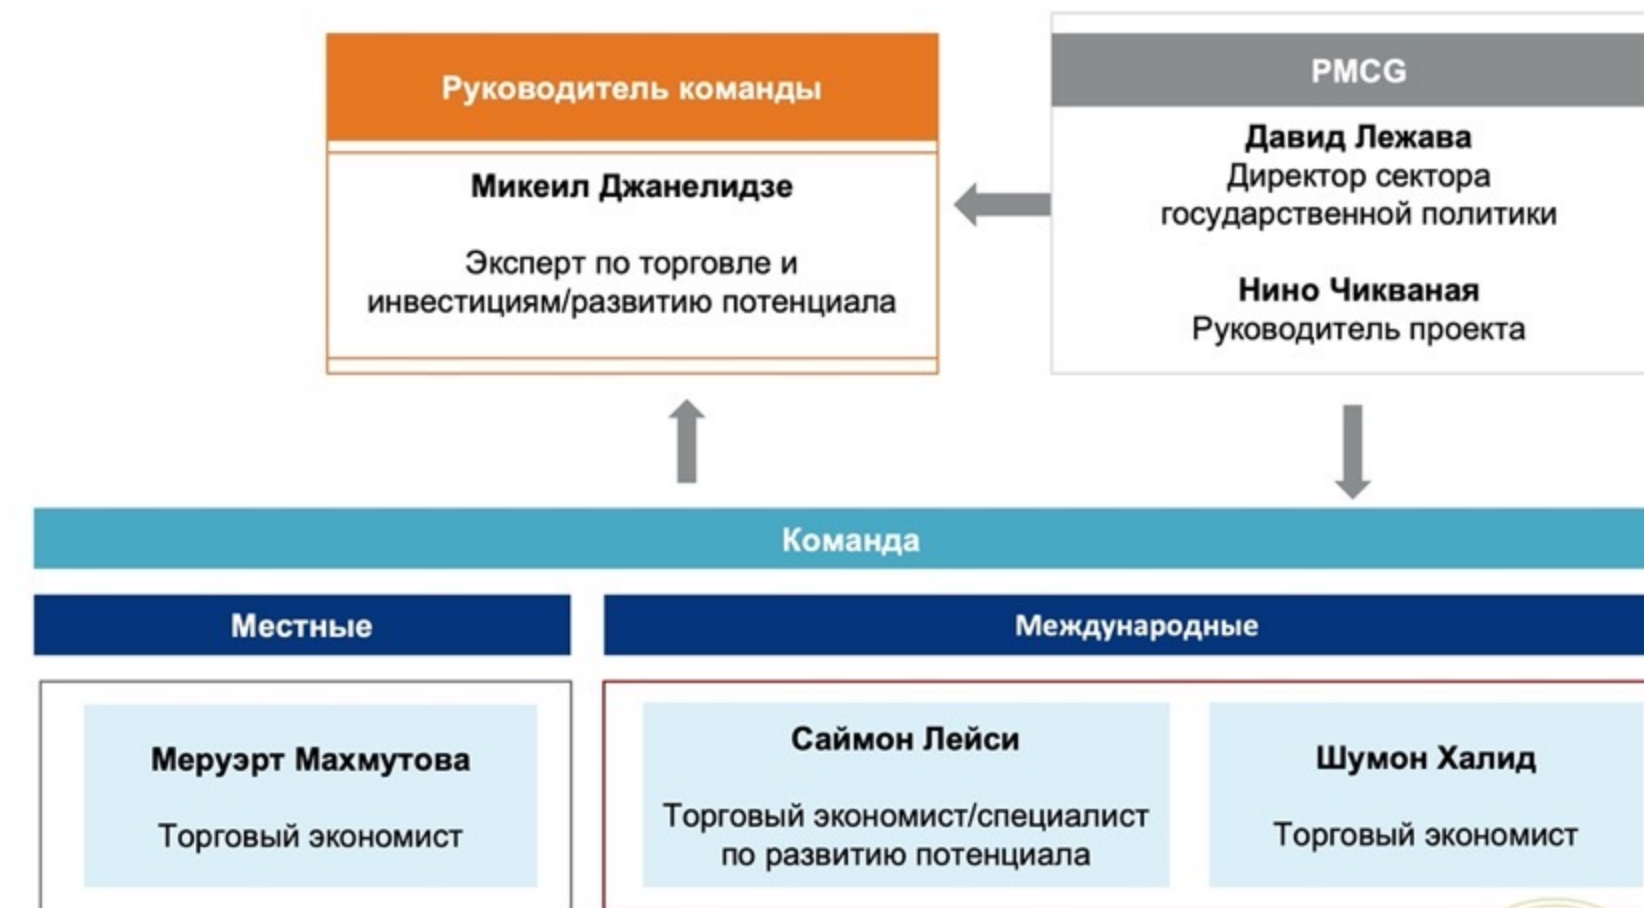 Руководитель команды
Микеил Джанелидзе
Эксперт по торговле и
инвестициям/развитию потенциала
PMCG
Давид Лежава
Директор сектора
государственной политики
Нино Чикваная
Руководитель проекта
Команда
Местные
Международные
Меруэрт Махмутова
Торговый экономист
Саймон Лейси
Торговый экономист/специалист
по развитию потенциала
Шумон Халид
Торговый экономист